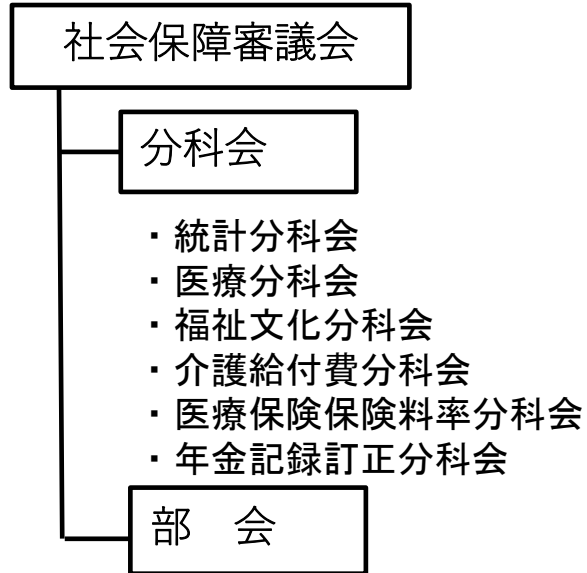 社会保障審議会
分科会
・統計分科会
・医療分科会
・福祉文化分科会
・介護給付費分科会
・医療保険保険料率分科会
・年金記録訂正分科会
部　会